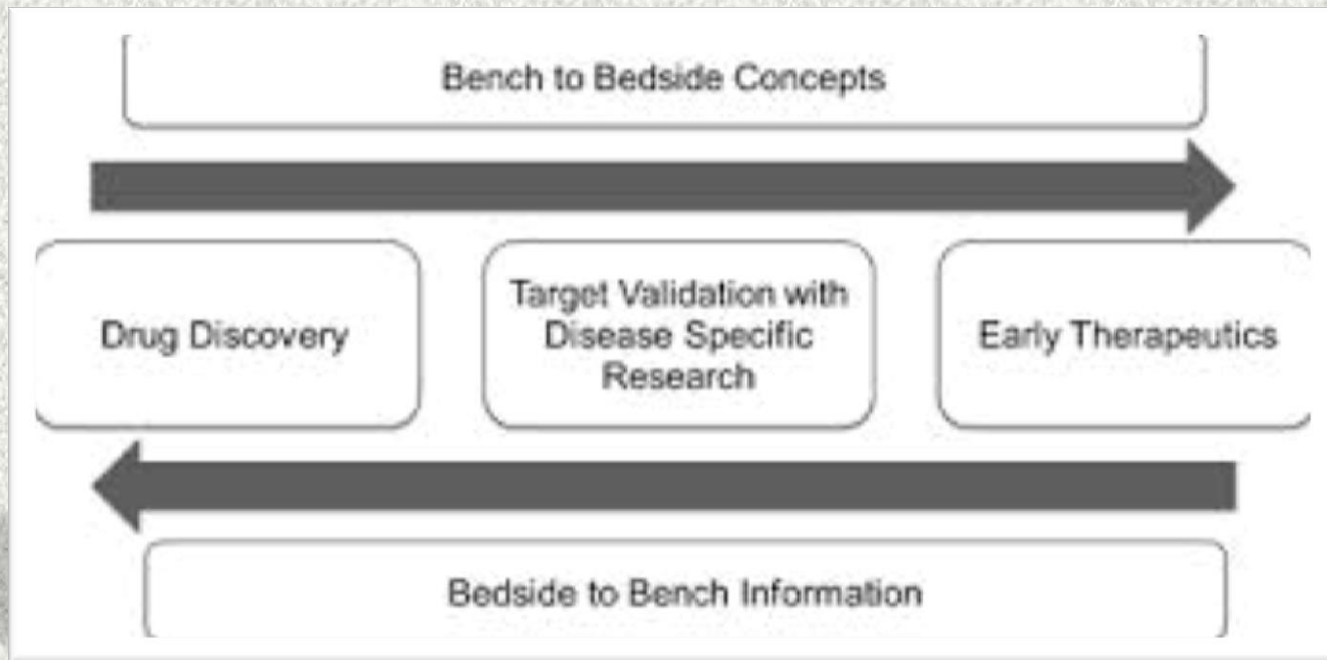 Bench to Bedside Concepts
Drug Discovery
Target Validation with
Disease Specific
Research
Early Therapeutics
Bedside to Bench Information